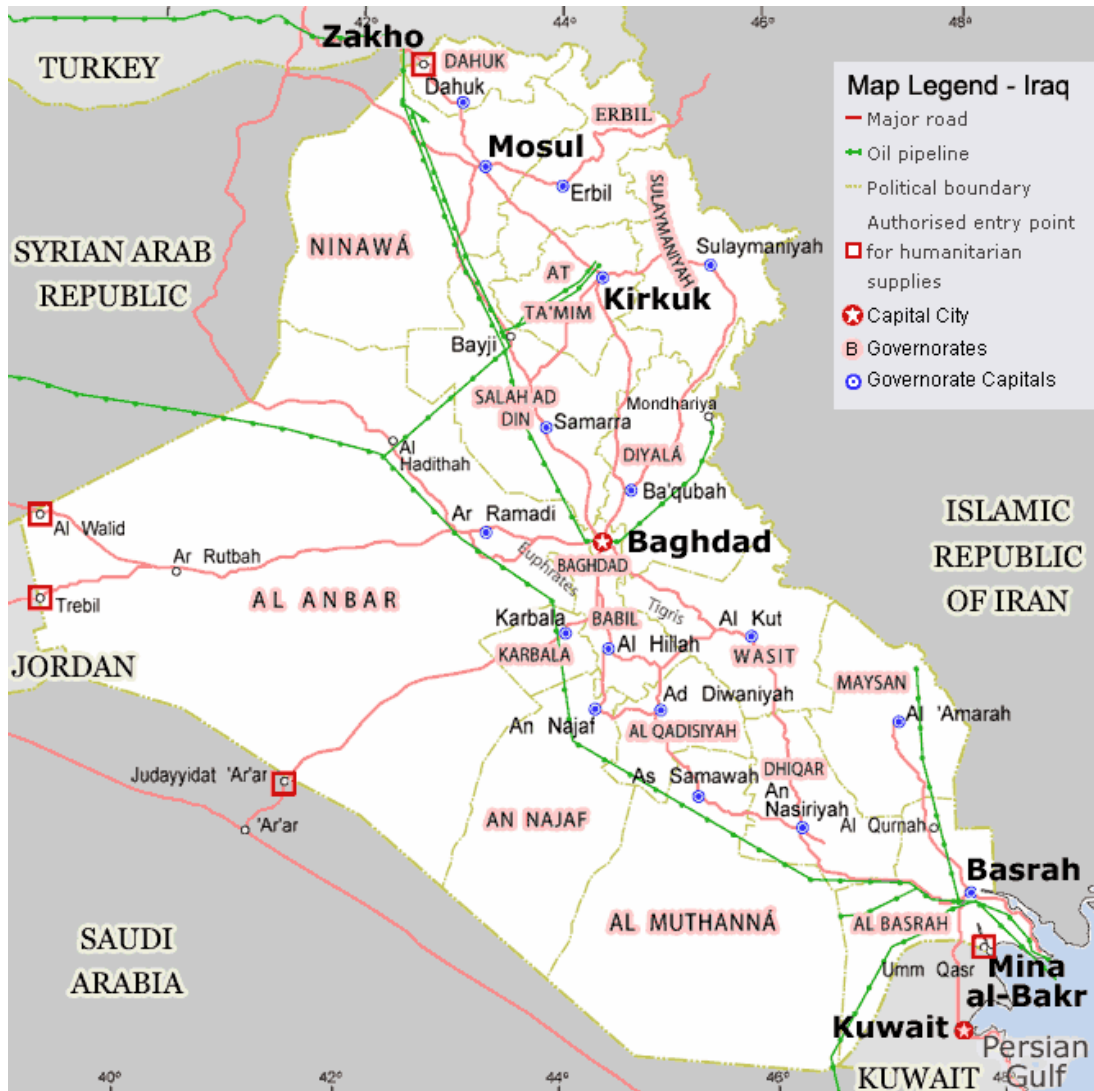 42°
44°
46°
48°
Zakho
TURKEY
DAHUK
Dahuk
ERBIL
Mosul
Erbil
Map Legend - Iraq
Major road
Oil pipeline
Political boundary
Authorised entry point
for humanitarian
supplies
Capital City
B Governorates
Governorate Capitals
SYRIAN ARAB
REPUBLIC
NINAWÁ
SULAYMANIYAH
Sulaymaniyah
AT
TA'MIM
Kirkuk
Bayji
SALAH AD
DIN
Samarra
Mondhariya
DIYALÁ
Al
Hadithah
Ba'qubah
Ar Ramadi
Al Walid
Ar Rutbah
Baghdad
BAGHDAD
Euphrates
ISLAMIC
REPUBLIC
OF IRAN
Trebil
AL ANBAR
Karbala
BABIL
Tigris
Al Kut
JORDAN
KARBALA
Al Hillah
WASIT
MAYSAN
Ad Diwaniyah
An Najaf
AL QADISIYAH
Al 'Amarah
Judayyidat 'Ar'ar
As Samawah
DHIQAR
An
Nasiriyah
'Ar'ar
AN NAJAF
Al Qurnah
Basrah
SAUDI
ARABIA
AL MUTHANNÁ
AL BASRAH
Umm Qasr
Mina
al-Bakr
Kuwait
Persian
Gulf
KUWAIT
40°
42°
44°
46°
48°